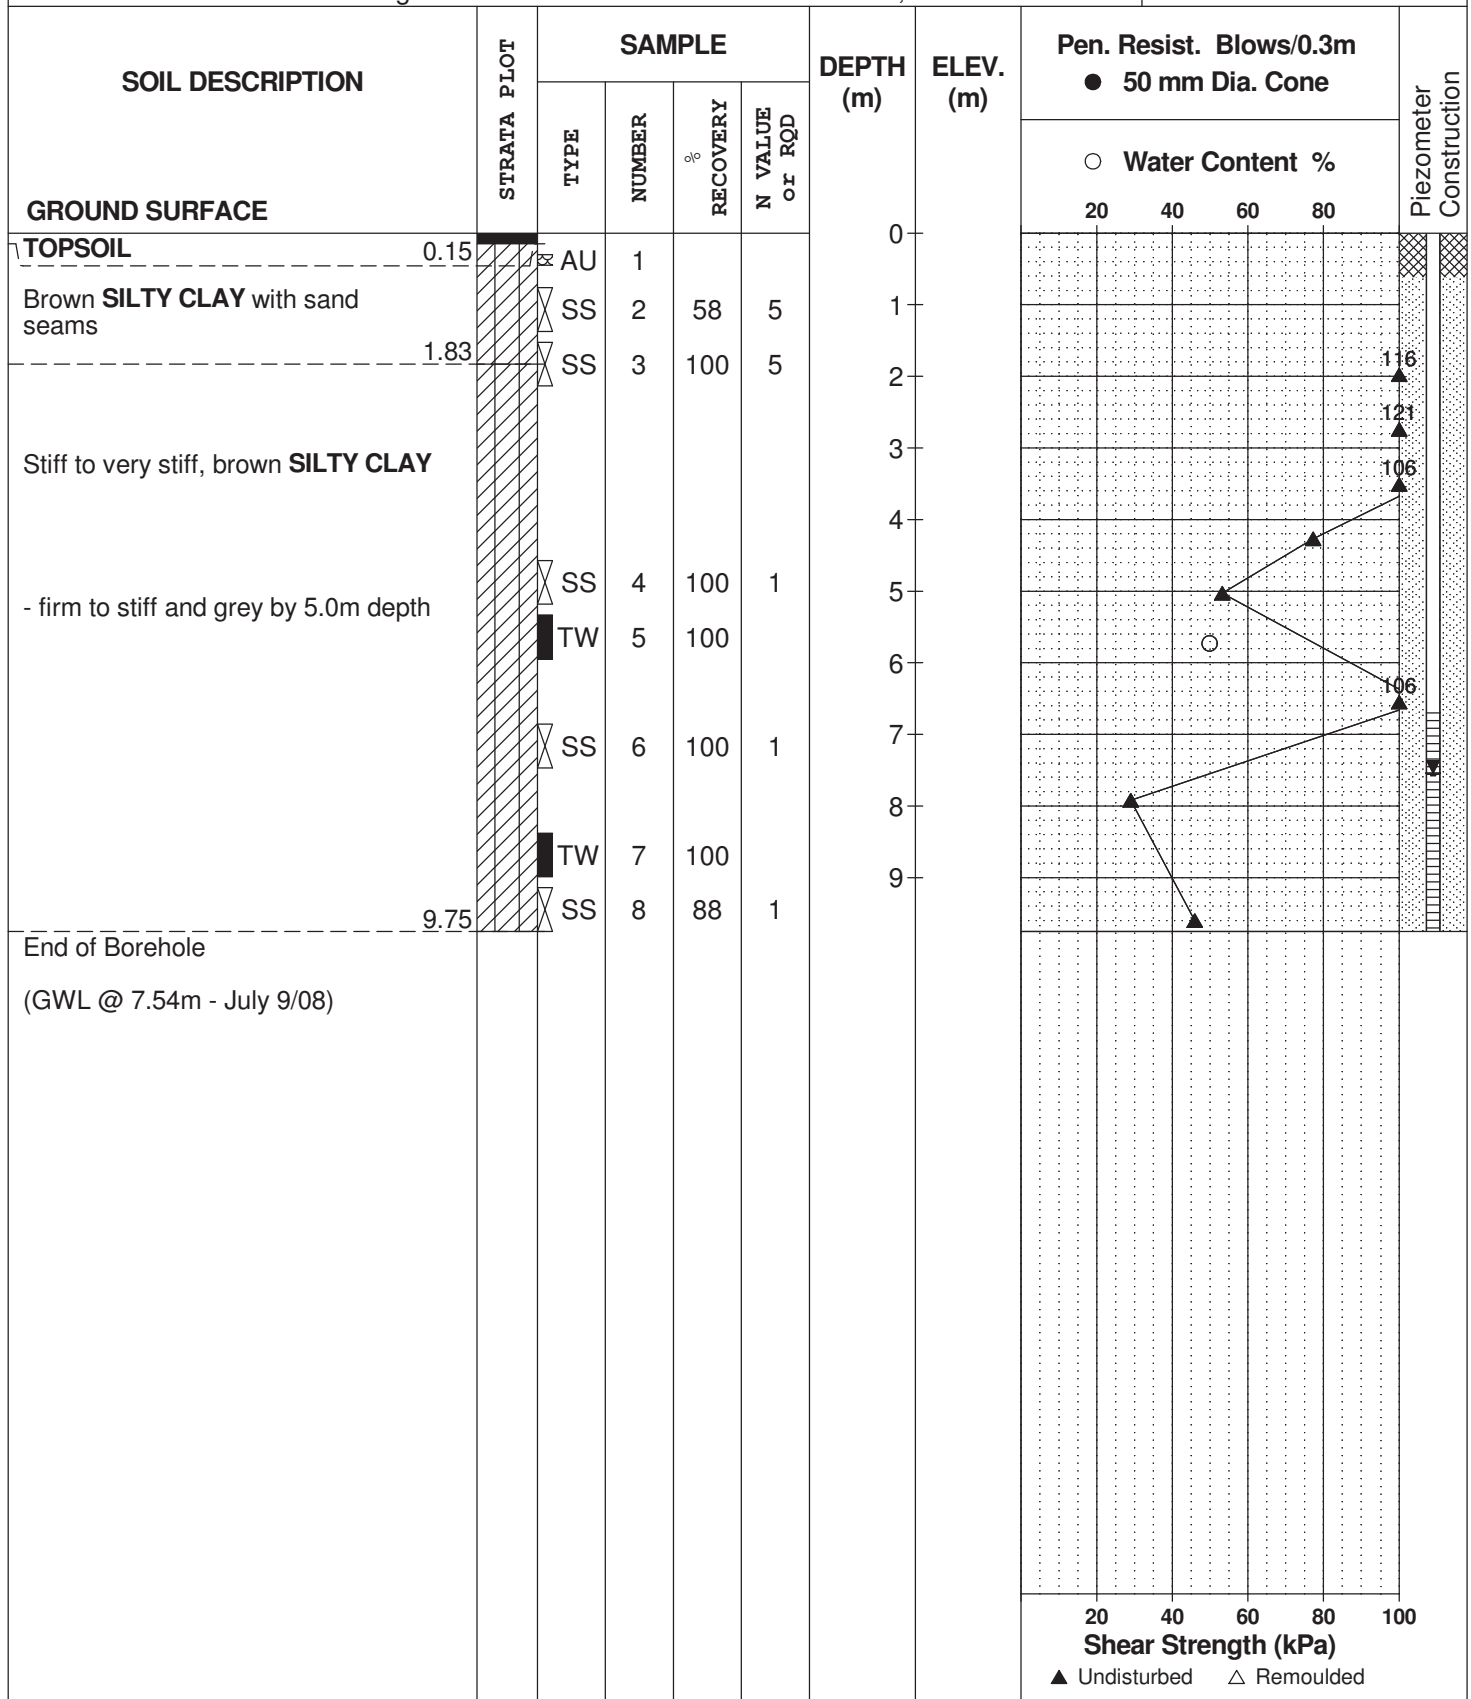 SOIL DESCRIPTION
GROUND SURFACE
STRATA PLOT
SAMPLE
TYPE
NUMBER
% RECOVERY
N VALUE or RQD
DEPTH (m)
ELEV. (m)
Pen. Resist. Blows/0.3m
● 50 mm Dia. Cone
○ Water Content %
20 40 60 80
Piezometer Construction
TOPSOIL 0.15
Brown SILTY CLAY with sand
seams
1.83
Stiff to very stiff, brown SILTY CLAY
- firm to stiff and grey by 5.0m depth
9.75
End of Borehole
(GWL @ 7.54m - July 9/08)
AU 1
SS 2 58 5
SS 3 100 5
SS 4 100 1
TW 5 100
SS 6 100 1
TW 7 100
SS 8 88 1
0
1
2
3
4
5
6
7
8
9
116
121
106
106
20 40 60 80 100
Shear Strength (kPa)
▲ Undisturbed △ Remoulded